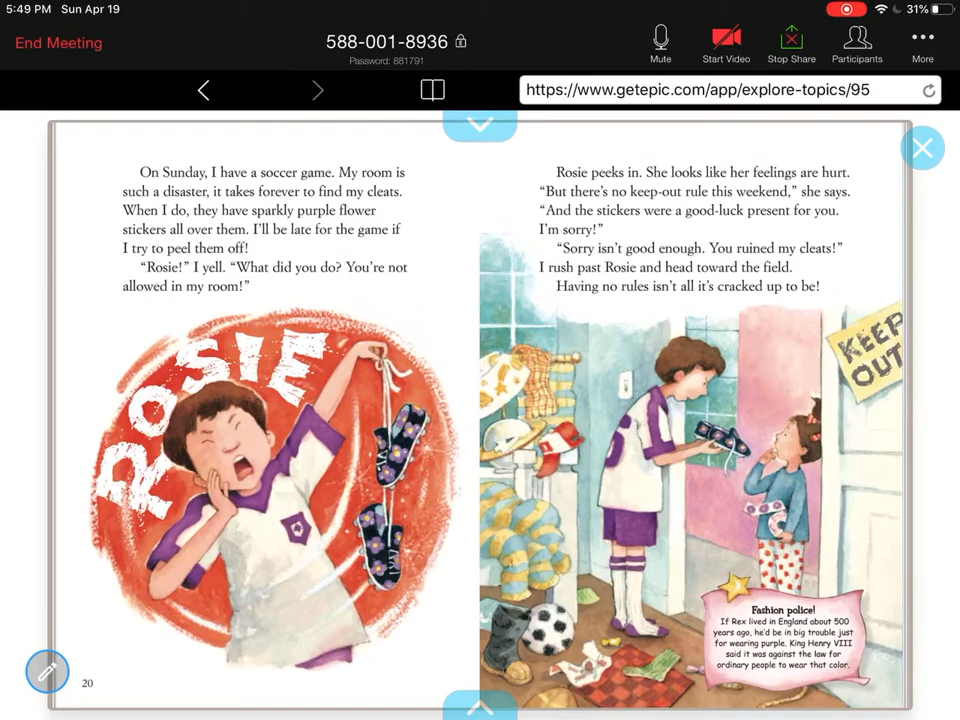 5:49 PM Sun Apr 19
31%
End Meeting
588-001-8936
Password: 881791
Mute
Start Video
Stop Share
Participants
More
https://www.getepic.com/app/explore-topics/95
On Sunday, I have a soccer game. My room is
such a disaster, it takes forever to find my cleats.
When I do, they have sparkly purple flower
stickers all over them. I’ll be late for the game if
I try to peel them off!
“Rosie!” I yell. “What did you do? You’re not
allowed in my room!”
ROSIE
20
Rosie peeks in. She looks like her feelings are hurt.
“But there’s no keep-out rule this weekend,” she says.
“And the stickers were a good-luck present for you.
I’m sorry!”
“Sorry isn’t good enough. You ruined my cleats!”
I rush past Rosie and head toward the field.
Having no rules isn’t all it’s cracked up to be!
KEEP
OUT
Fashion police!
If Rex lived in England about 500
years ago, he’d be in big trouble just
for wearing purple. King Henry VIII
said it was against the law for
ordinary people to wear that color.